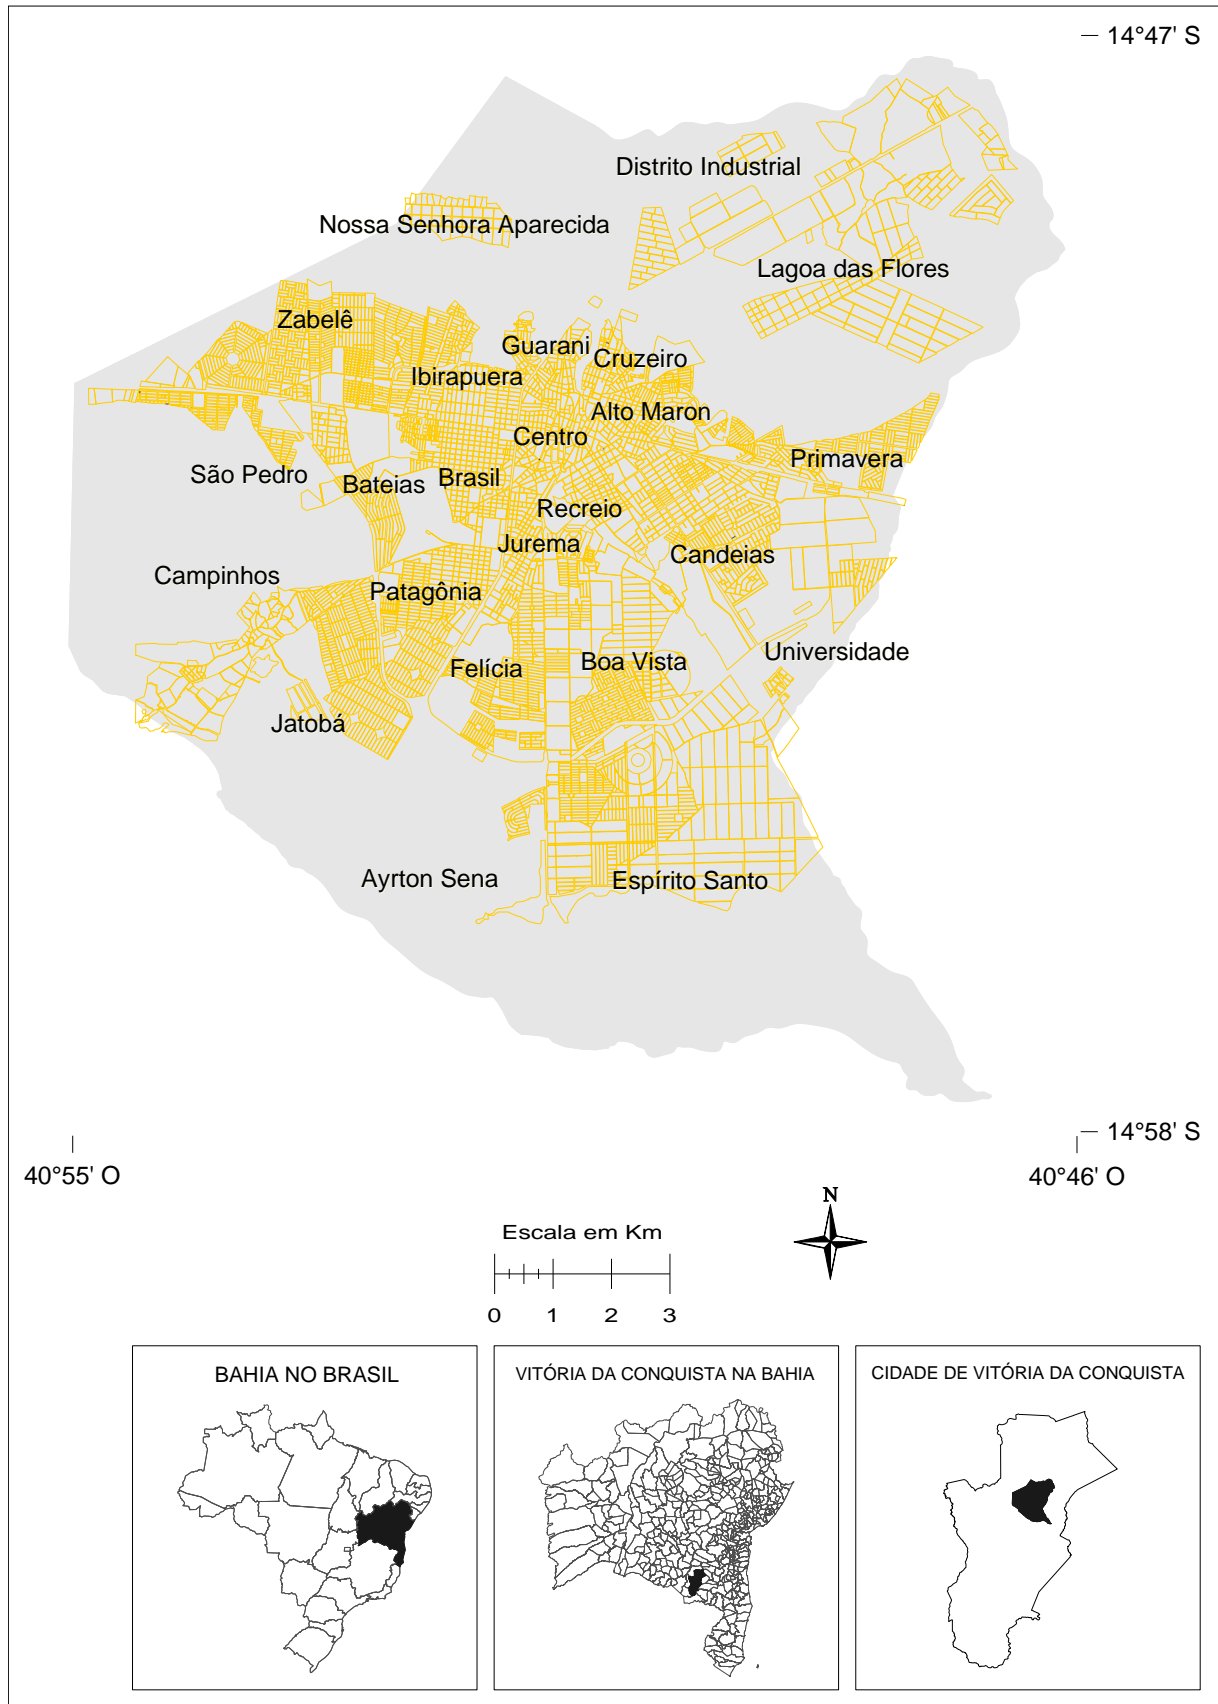 14°47' S
Distrito Industrial
Nossa Senhora Aparecida
Lagoa das Flores
Zabelê
Guarani
Cruzeiro
Ibirapuera
Alto Maron
Centro
Primavera
São Pedro
Bateias
Brasil
Recreio
Jurema
Candeias
Campinhos
Patagônia
Universidade
Felícia
Boa Vista
Jatobá
Ayrton Sena
Espírito Santo
14°58' S
40°55' O
40°46' O
N
Escala em Km
0 1 2 3
BAHIA NO BRASIL
VITÓRIA DA CONQUISTA NA BAHIA
CIDADE DE VITÓRIA DA CONQUISTA